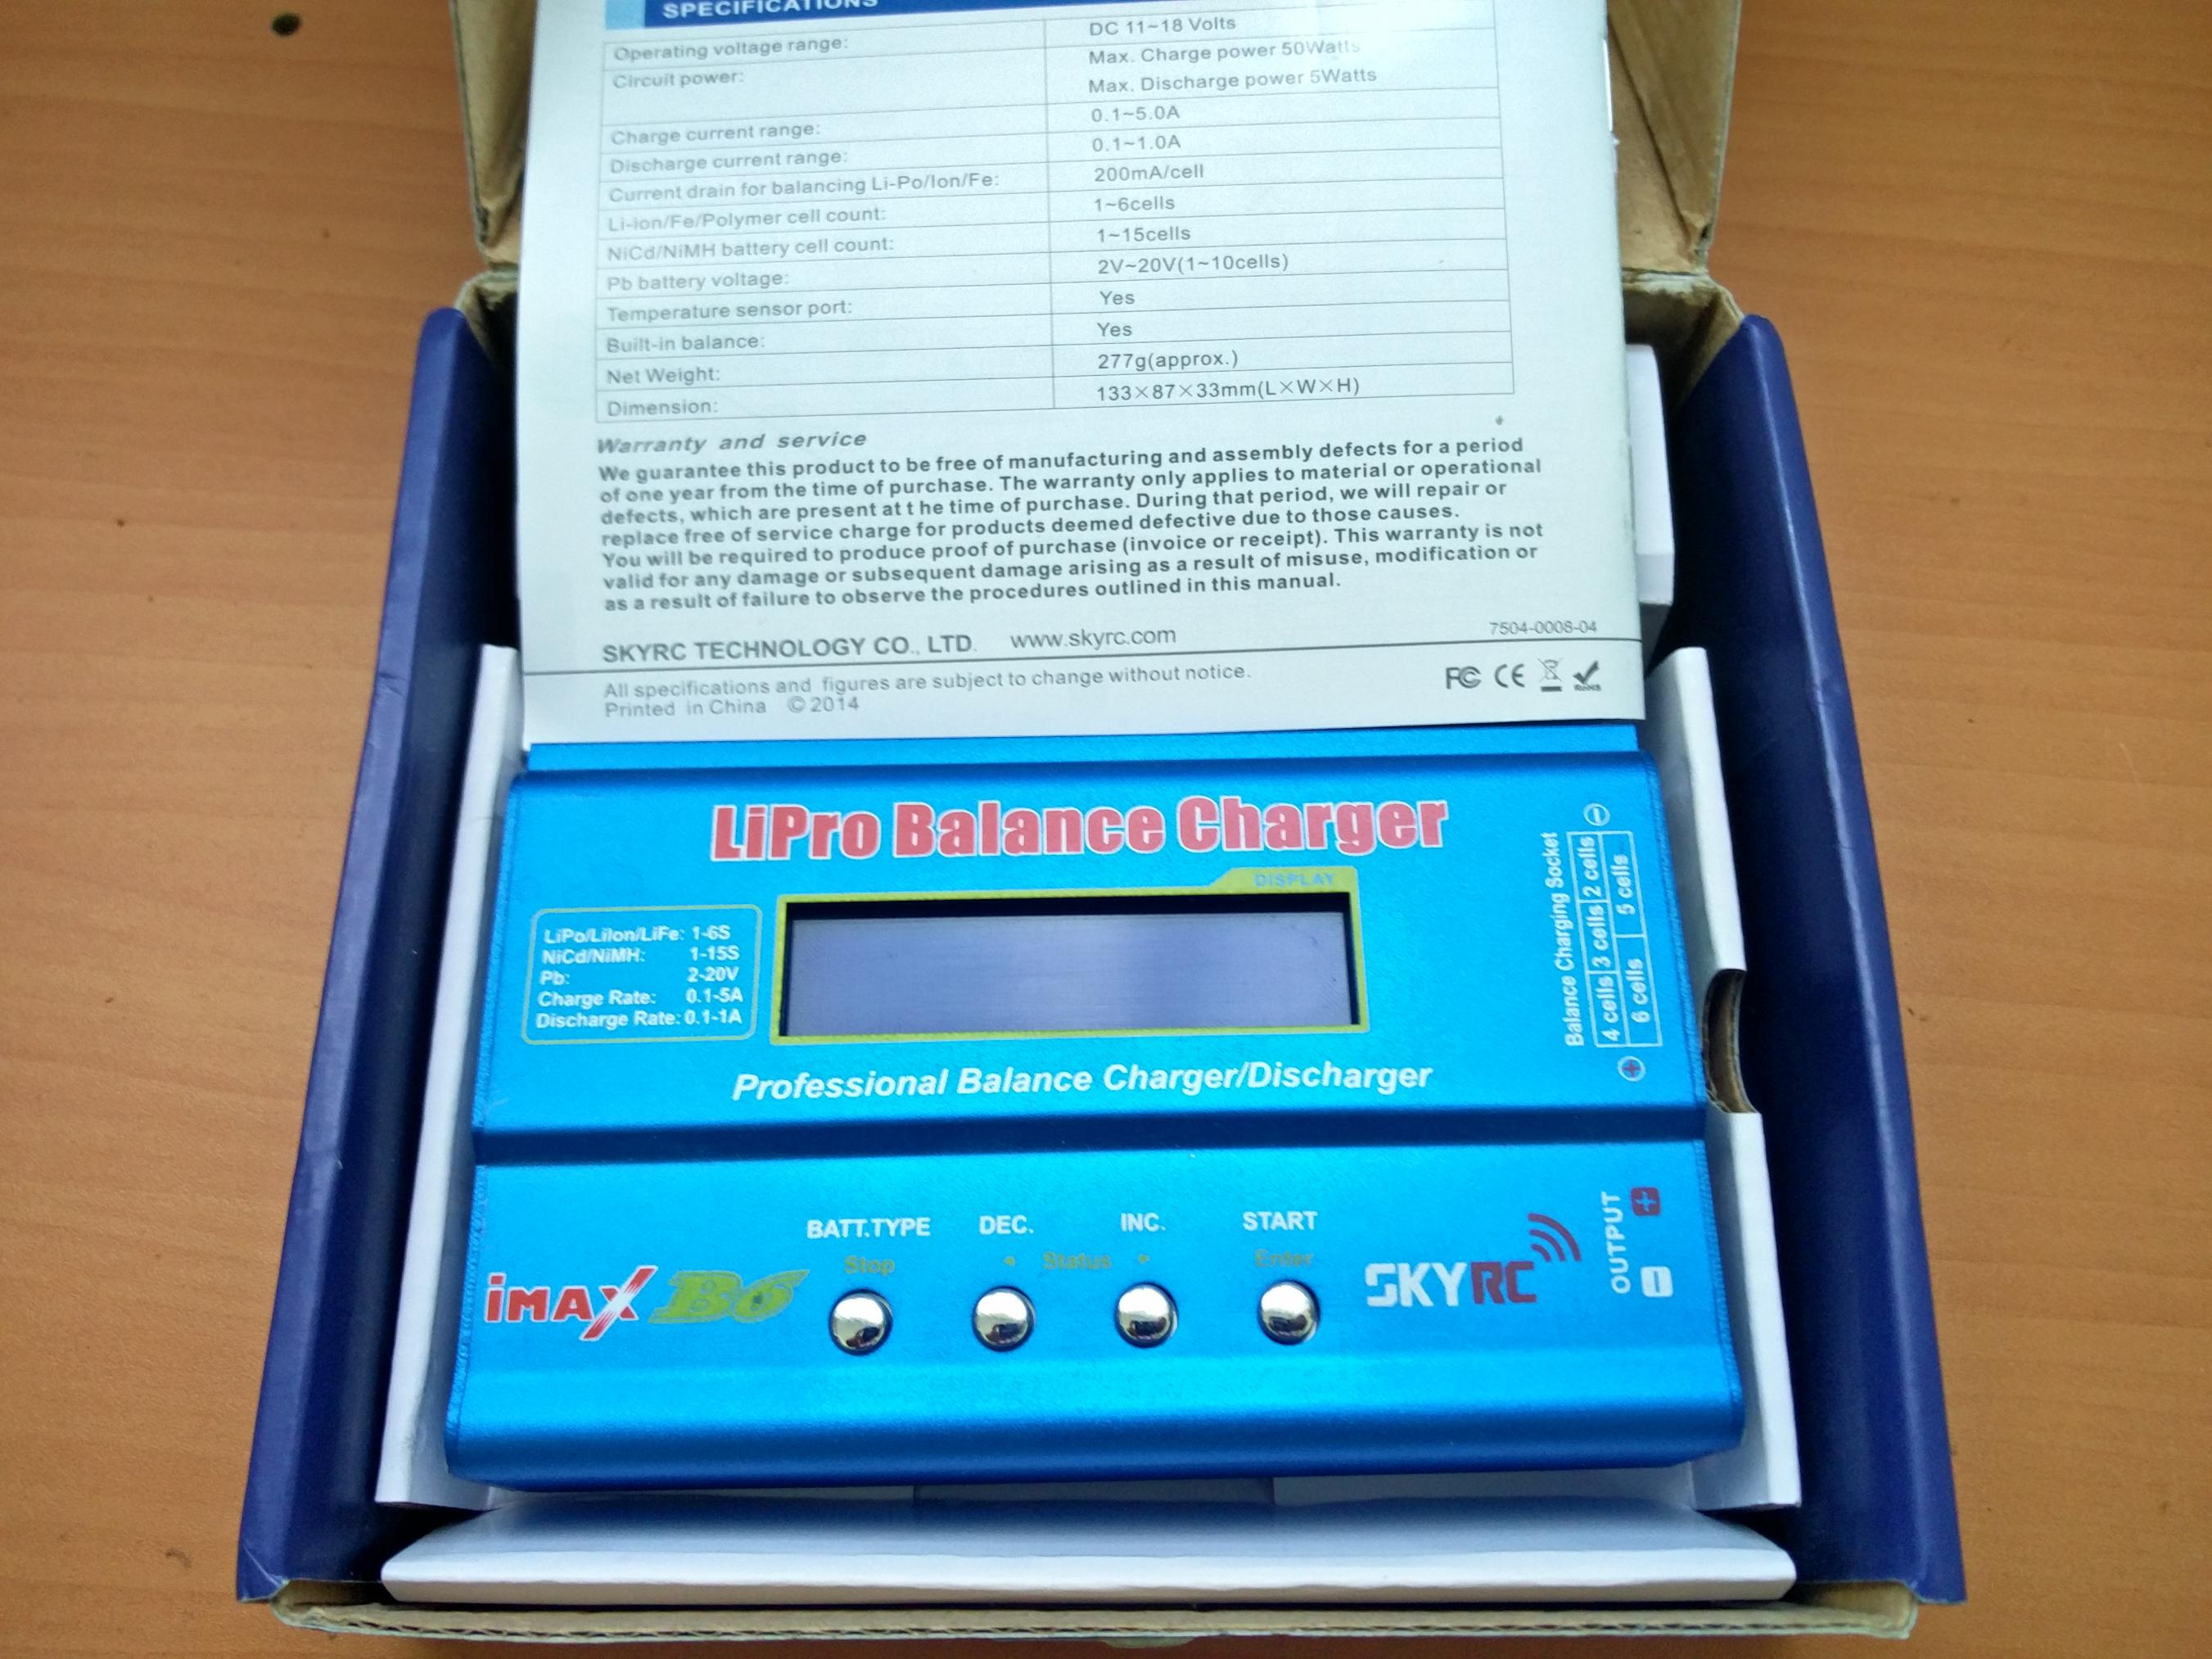 SPECIFICATIONS
Operating voltage range: DC 11~18 Volts
Circuit power: Max. Charge power 50Watts
Max. Discharge power 5Watts
Charge current range: 0.1~5.0A
Discharge current range: 0.1~1.0A
Current drain for balancing Li-Po/Ion/Fe: 200mA/cell
Li-ion/Fe/Polymer cell count: 1~6cells
NiCd/NiMH battery cell count: 1~15cells
Pb battery voltage: 2V~20V(1~10cells)
Temperature sensor port: Yes
Built-in balance: Yes
Net Weight: 277g(approx.)
Dimension: 133×87×33mm(L×W×H)
Warranty and service
We guarantee this product to be free of manufacturing and assembly defects for a period
of one year from the time of purchase. The warranty only applies to material or operational
defects, which are present at t he time of purchase. During that period, we will repair or
replace free of service charge for products deemed defective due to those causes.
You will be required to produce proof of purchase (invoice or receipt). This warranty is not
valid for any damage or subsequent damage arising as a result of misuse, modification or
as a result of failure to observe the procedures outlined in this manual.
SKYRC TECHNOLOGY CO., LTD. www.skyrc.com 7504-0008-04
All specifications and figures are subject to change without notice.
Printed in China ©2014
FC CE RoHS
LiPro Balance Charger
DISPLAY
LiPo/LiIon/LiFe: 1-6S
NiCd/NiMH: 1-15S
Pb: 2-20V
Charge Rate: 0.1-5A
Discharge Rate: 0.1-1A
Professional Balance Charger/Discharger
Balance Charging Socket
4 cells 3 cells 2 cells
6 cells 5 cells
BATT.TYPE DEC. INC. START
Stop Status Enter
iMAX B6
SKYRC
OUTPUT